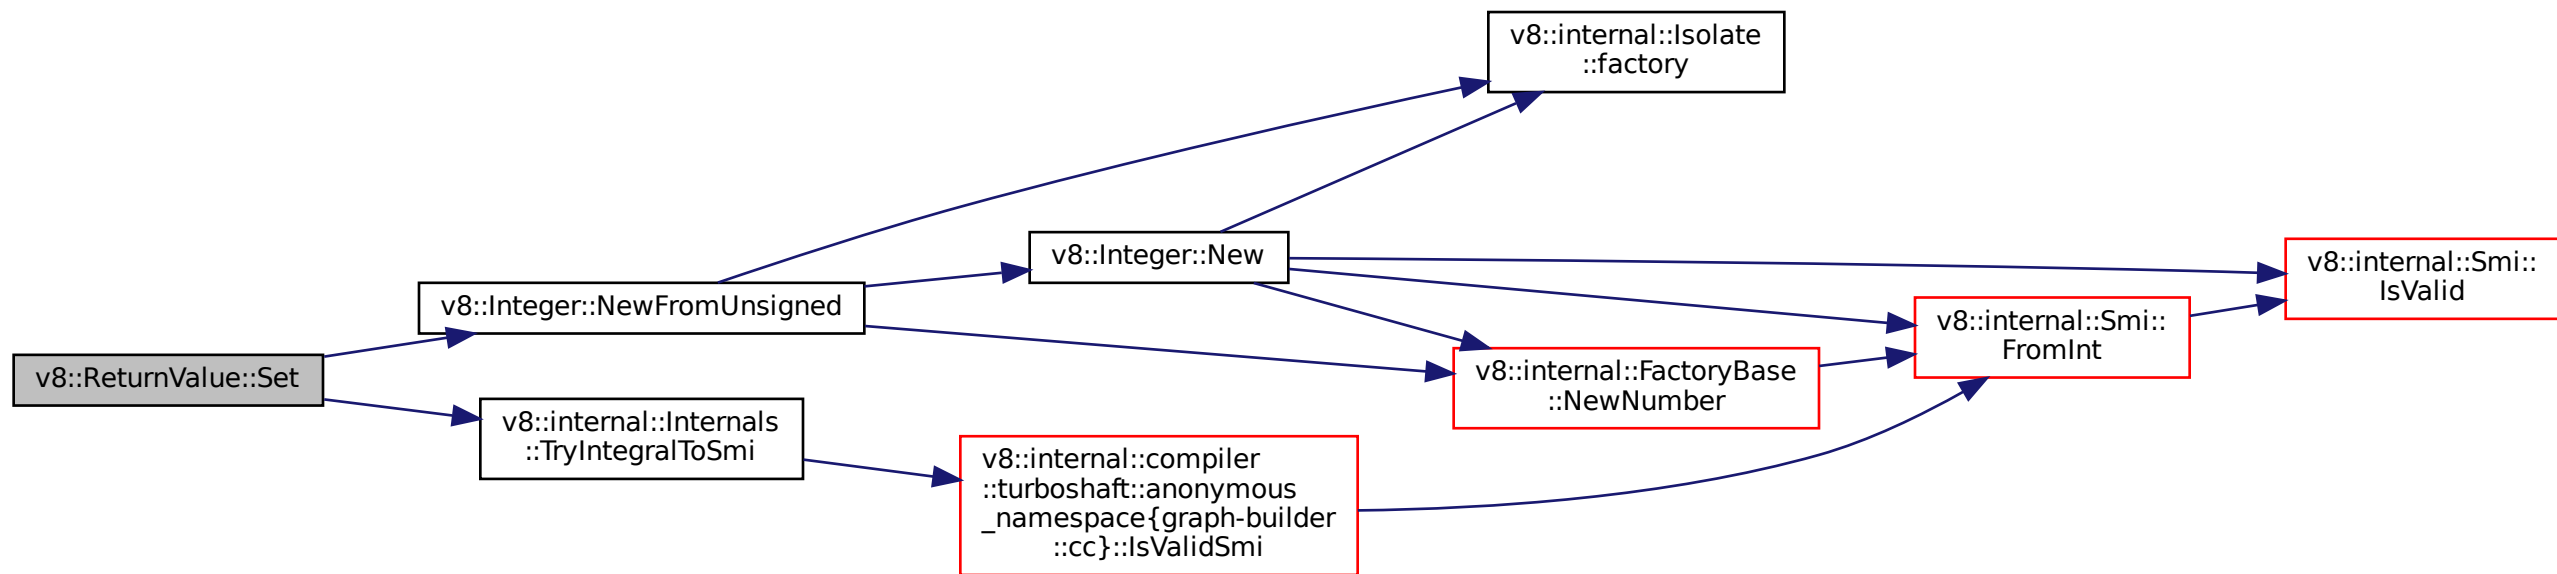 v8::internal::Isolate
::factory
v8::Integer::New
v8::internal::Smi::
IsValid
v8::Integer::NewFromUnsigned
v8::internal::Smi::
FromInt
v8::ReturnValue::Set
v8::internal::FactoryBase
::NewNumber
v8::internal::Internals
::TryIntegralToSmi
v8::internal::compiler
::turboshaft::anonymous
_namespace{graph-builder
::cc}::IsValidSmi